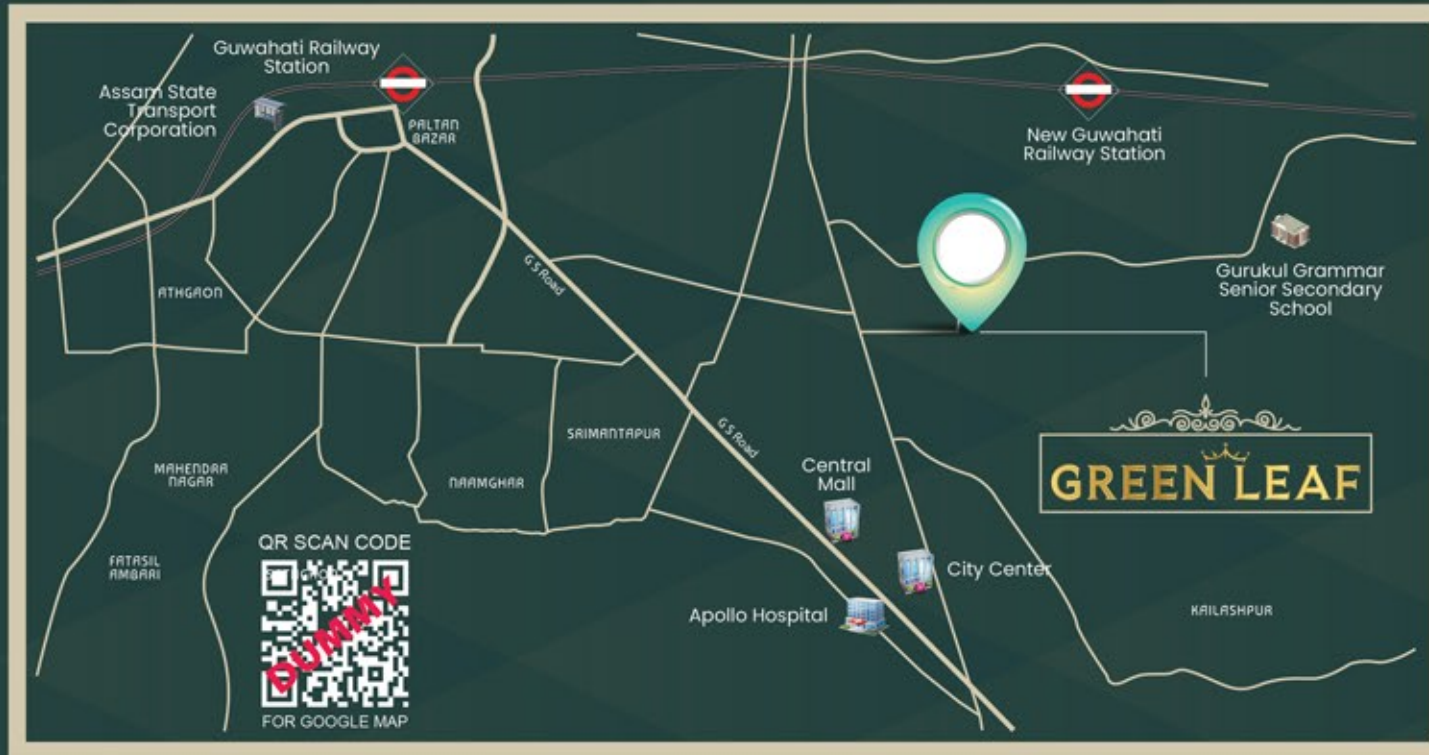 Guwahati Railway
Station
Assam State
Transport
Corporation
PALTAN
BAZAR
New Guwahati
Railway Station
Gurukul Grammar
Senior Secondary
School
ATHGAON
G S Road
GREEN LEAF
SRIMANTAPUR
G S Road
MAHENDRA
NAGAR
NAAMGHAR
Central
Mall
City Center
Apollo Hospital
KAILASHPUR
FATASIL
AMBARI
QR SCAN CODE
DUMMY
FOR GOOGLE MAP